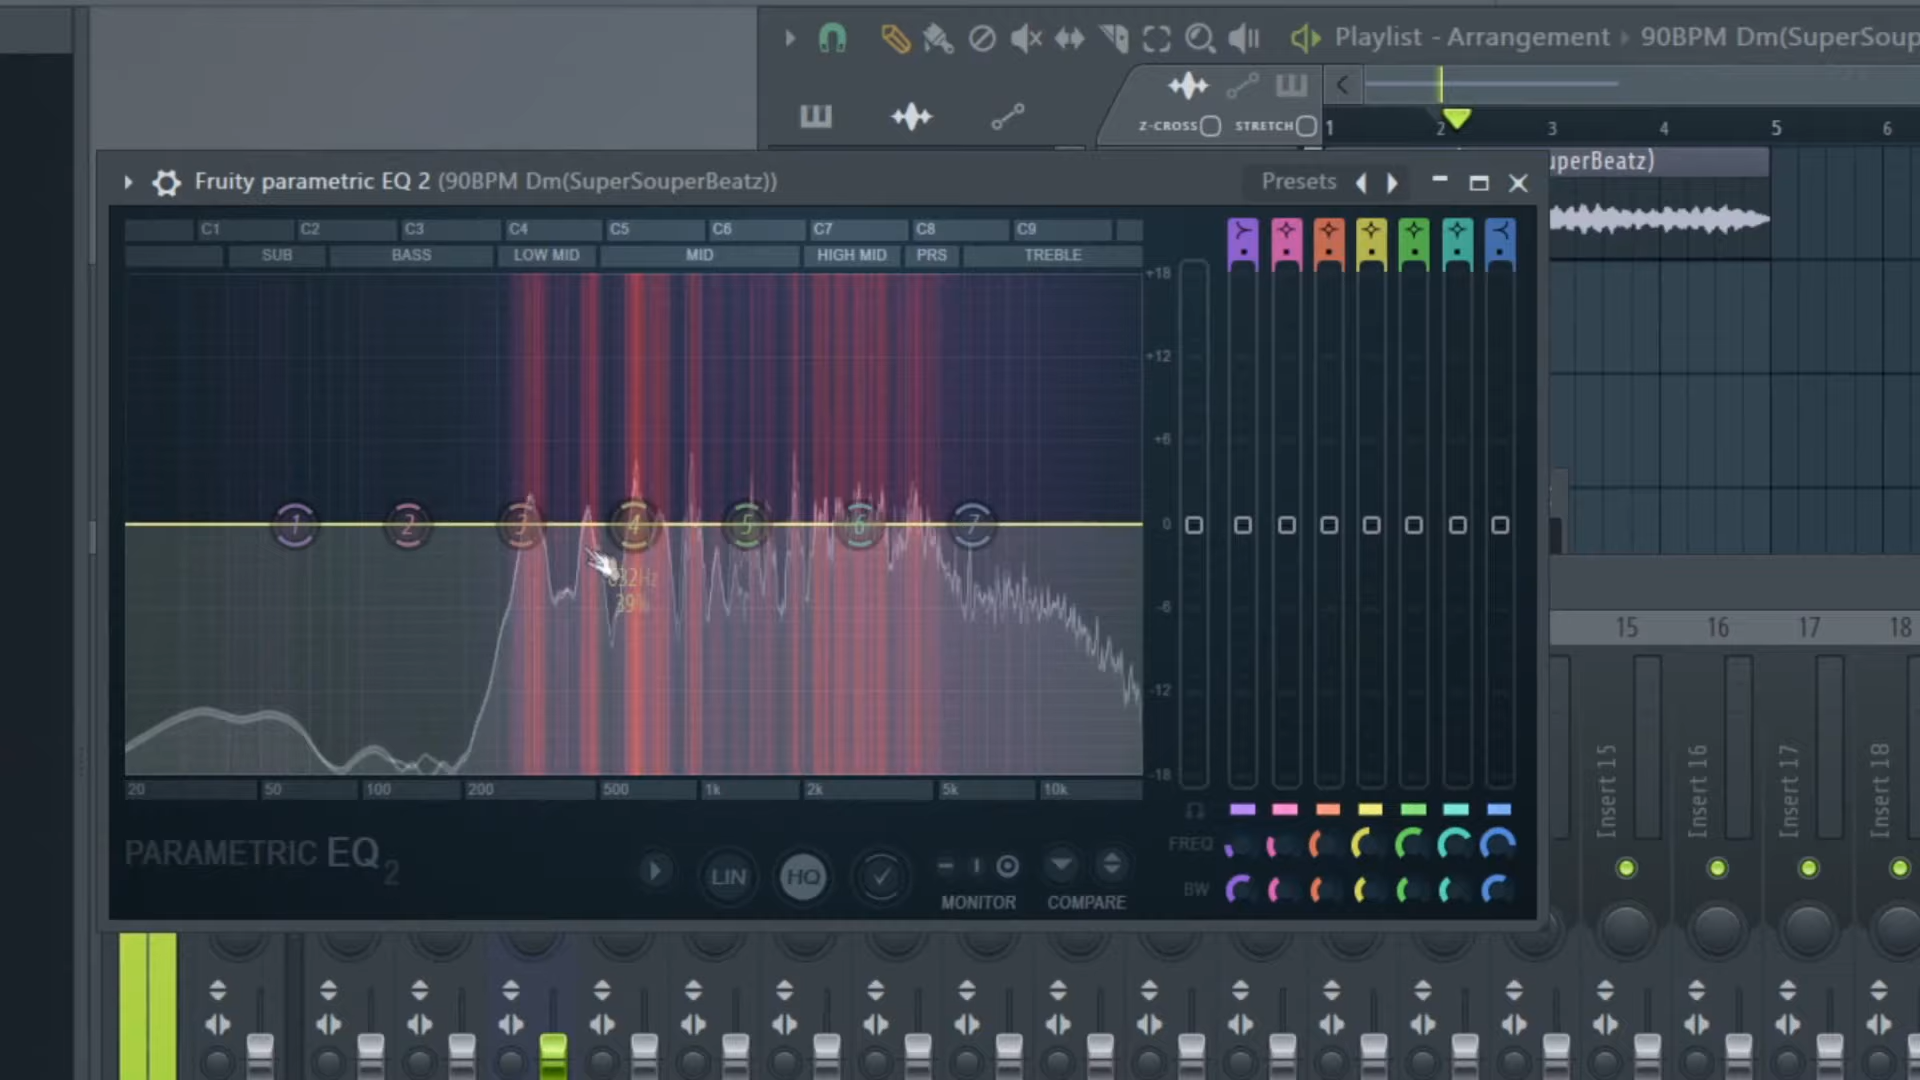 Playlist - Arrangement 90BPM Dm(SuperSoup
Z-CROSS STRETCH 1 2 3 4 5 6
uperBeatz)
Fruity parametric EQ 2 (90BPM Dm(SuperSouperBeatz)) Presets
C1 C2 C3 C4 C5 C6 C7 C8 C9
SUB BASS LOW MID MID HIGH MID PRS TREBLE
+18
+12
+6
0
-6
-12
-18
1 2 3 4 5 6 7
632Hz
39%
20 50 100 200 500 1k 2k 5k 10k
PARAMETRIC EQ 2
LIN HQ
MONITOR COMPARE
FREQ
BW
15 16 17 18
Insert 15 Insert 16 Insert 17 Insert 18